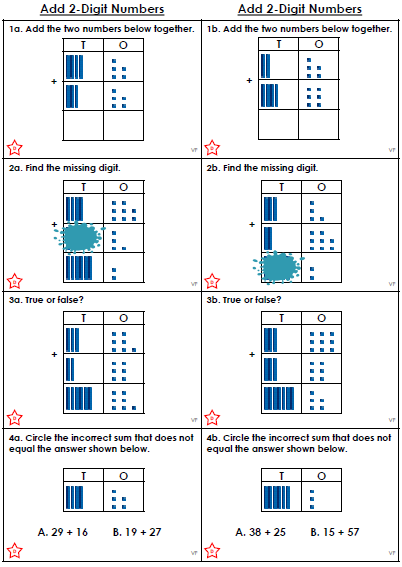 Add 2-Digit Numbers
1a. Add the two numbers below together.
T O
+
D
VF
2a. Find the missing digit.
T O
+
D
VF
3a. True or false?
T O
+
D
VF
4a. Circle the incorrect sum that does not
equal the answer shown below.
T O
A. 29 + 16 B. 19 + 27
D
VF
Add 2-Digit Numbers
1b. Add the two numbers below together.
T O
+
D
VF
2b. Find the missing digit.
T O
+
D
VF
3b. True or false?
T O
+
D
VF
4b. Circle the incorrect sum that does not
equal the answer shown below.
T O
A. 38 + 25 B. 15 + 57
D
VF